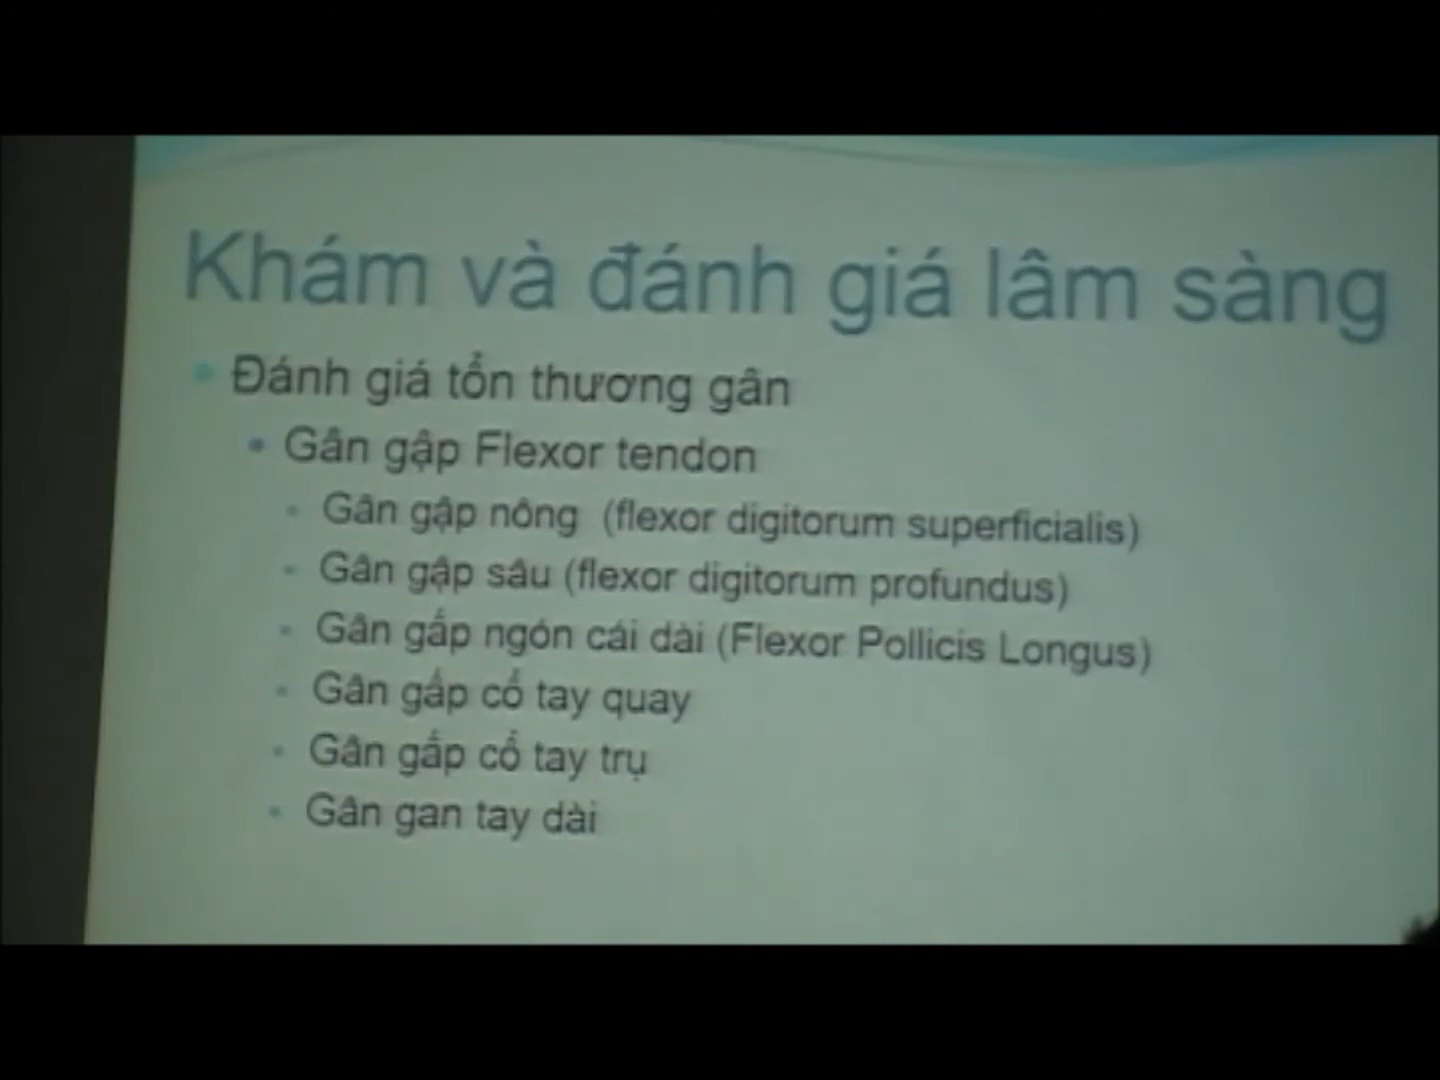 Khám và đánh giá lâm sàng
Đánh giá tổn thương gân
Gân gập Flexor tendon
Gân gập nông (flexor digitorum superficialis)
Gân gập sâu (flexor digitorum profundus)
Gân gấp ngón cái dài (Flexor Pollicis Longus)
Gân gấp cổ tay quay
Gân gấp cổ tay trụ
Gân gan tay dài